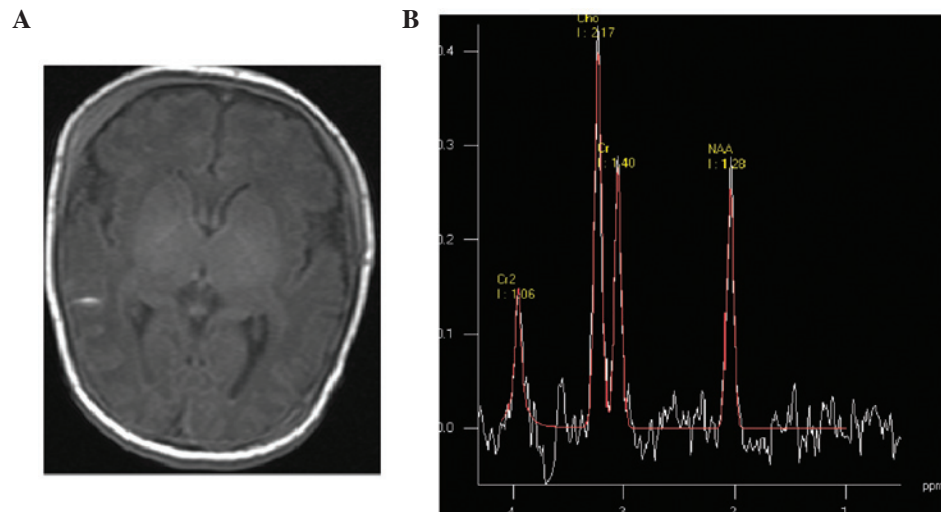 A
B
Cho
I : 2.17
0.4
0.3
Cr
I : 1.40
NAA
I : 1.28
0.2
Cr2
I : 1.06
0.1
0.0
ppm
4
3
2
1